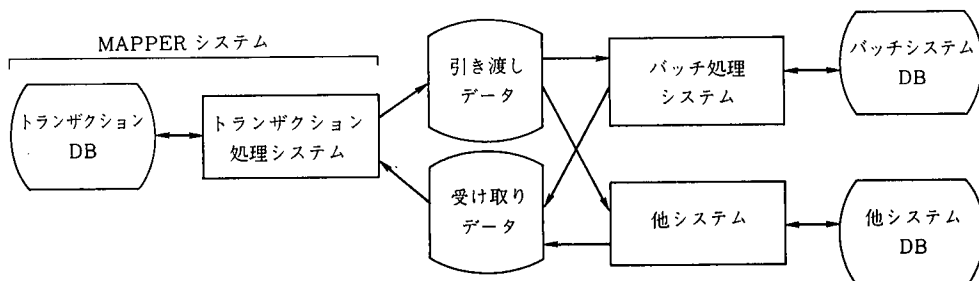 MAPPER システム
トランザクション
DB
トランザクション
処理システム
引き渡し
データ
受け取り
データ
バッチ処理
システム
他システム
バッチシステム
DB
他システム
DB